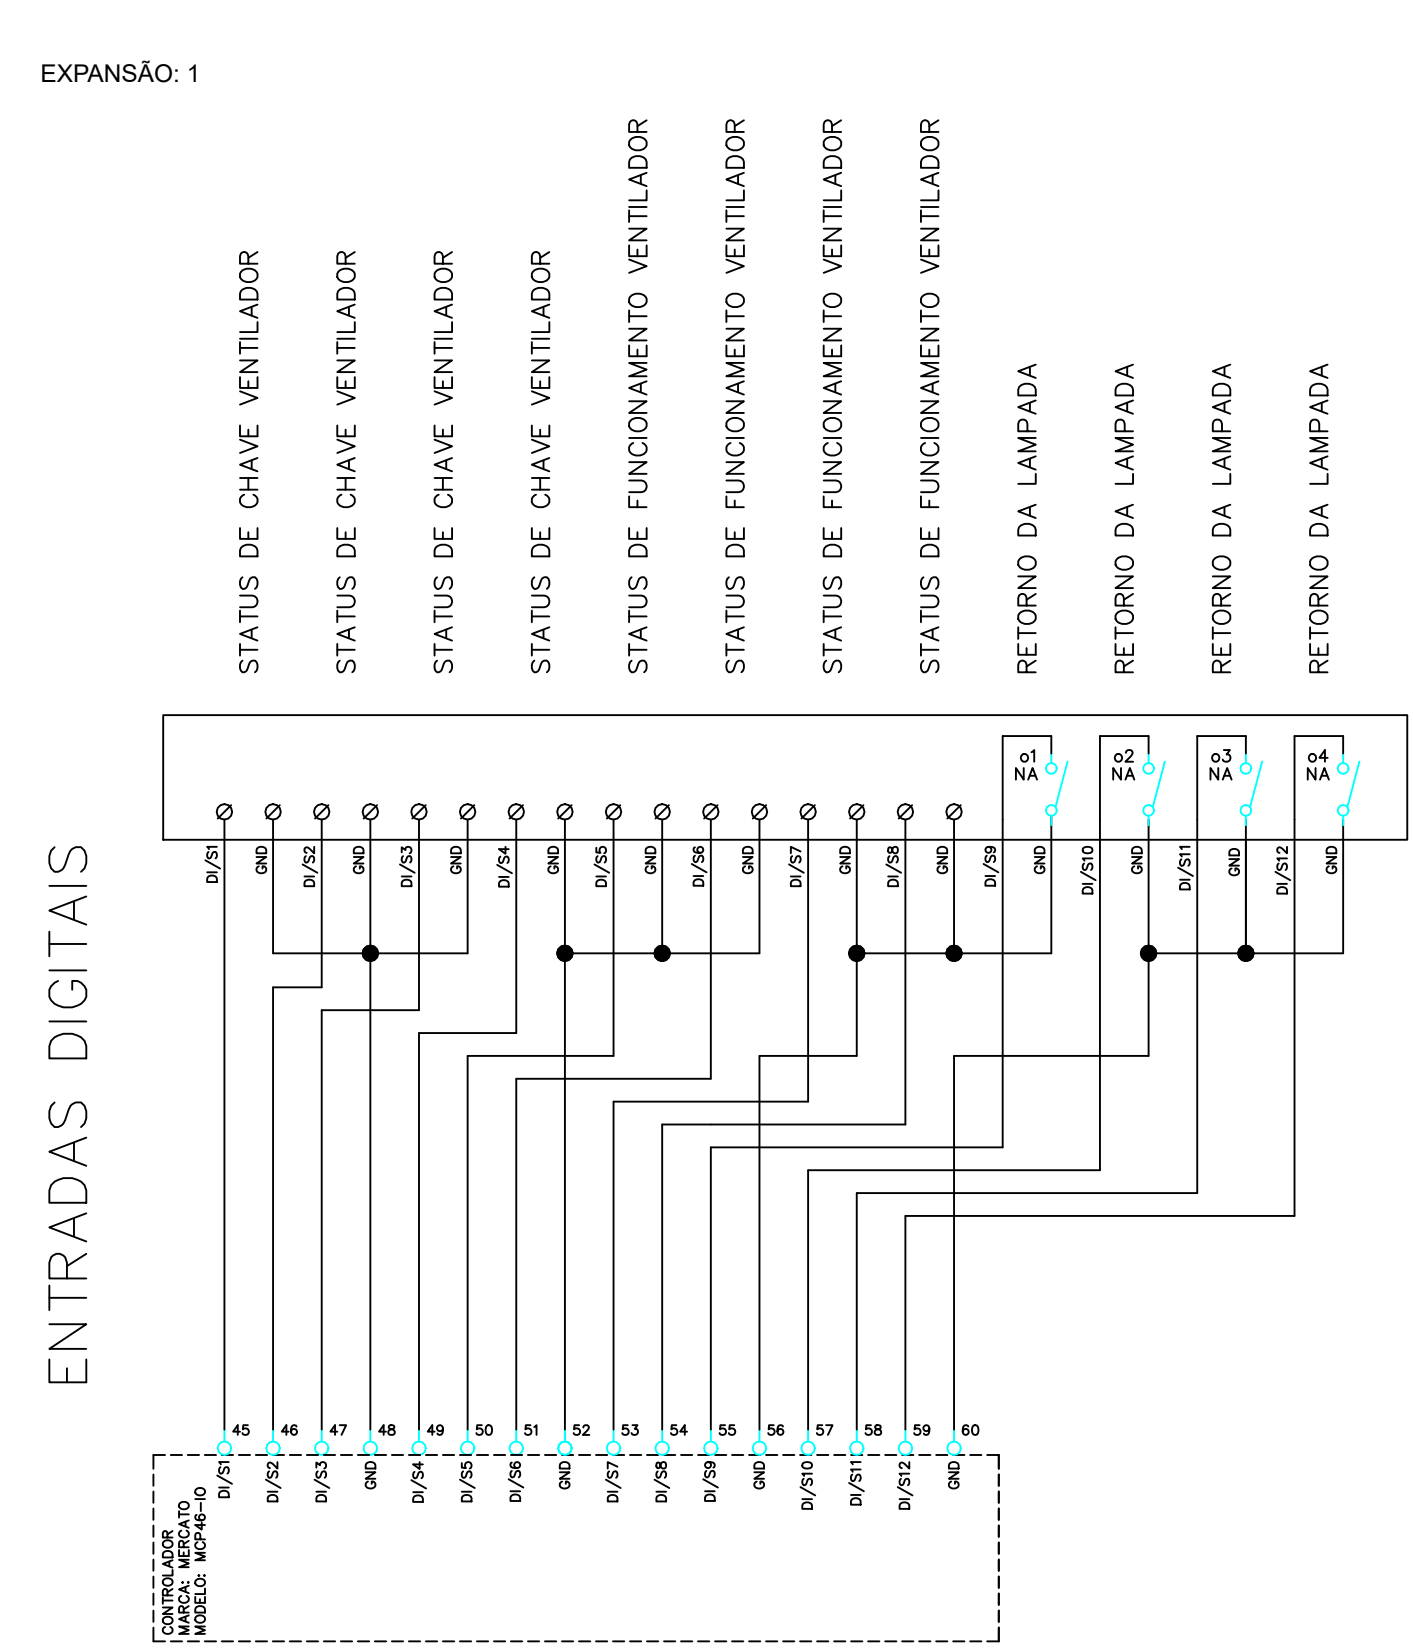 EXPANSÃO: 1
STATUS DE CHAVE VENTILADOR
STATUS DE CHAVE VENTILADOR
STATUS DE CHAVE VENTILADOR
STATUS DE CHAVE VENTILADOR
STATUS DE FUNCIONAMENTO VENTILADOR
STATUS DE FUNCIONAMENTO VENTILADOR
STATUS DE FUNCIONAMENTO VENTILADOR
STATUS DE FUNCIONAMENTO VENTILADOR
RETORNO DA LAMPADA
RETORNO DA LAMPADA
RETORNO DA LAMPADA
RETORNO DA LAMPADA
o1
NA
o2
NA
o3
NA
o4
NA
DI/S1
GND
DI/S2
GND
DI/S3
GND
DI/S4
GND
DI/S5
GND
DI/S6
GND
DI/S7
GND
DI/S8
GND
DI/S9
GND
DI/S10
GND
DI/S11
GND
DI/S12
GND
ENTRADAS DIGITAIS
45
46
47
48
49
50
51
52
53
54
55
56
57
58
59
60
DI/S1
DI/S2
DI/S3
GND
DI/S4
DI/S5
DI/S6
GND
DI/S7
DI/S8
DI/S9
GND
DI/S10
DI/S11
DI/S12
GND
CONTROLADOR
MARCA: MERCATO
MODELO: MCP46-IO